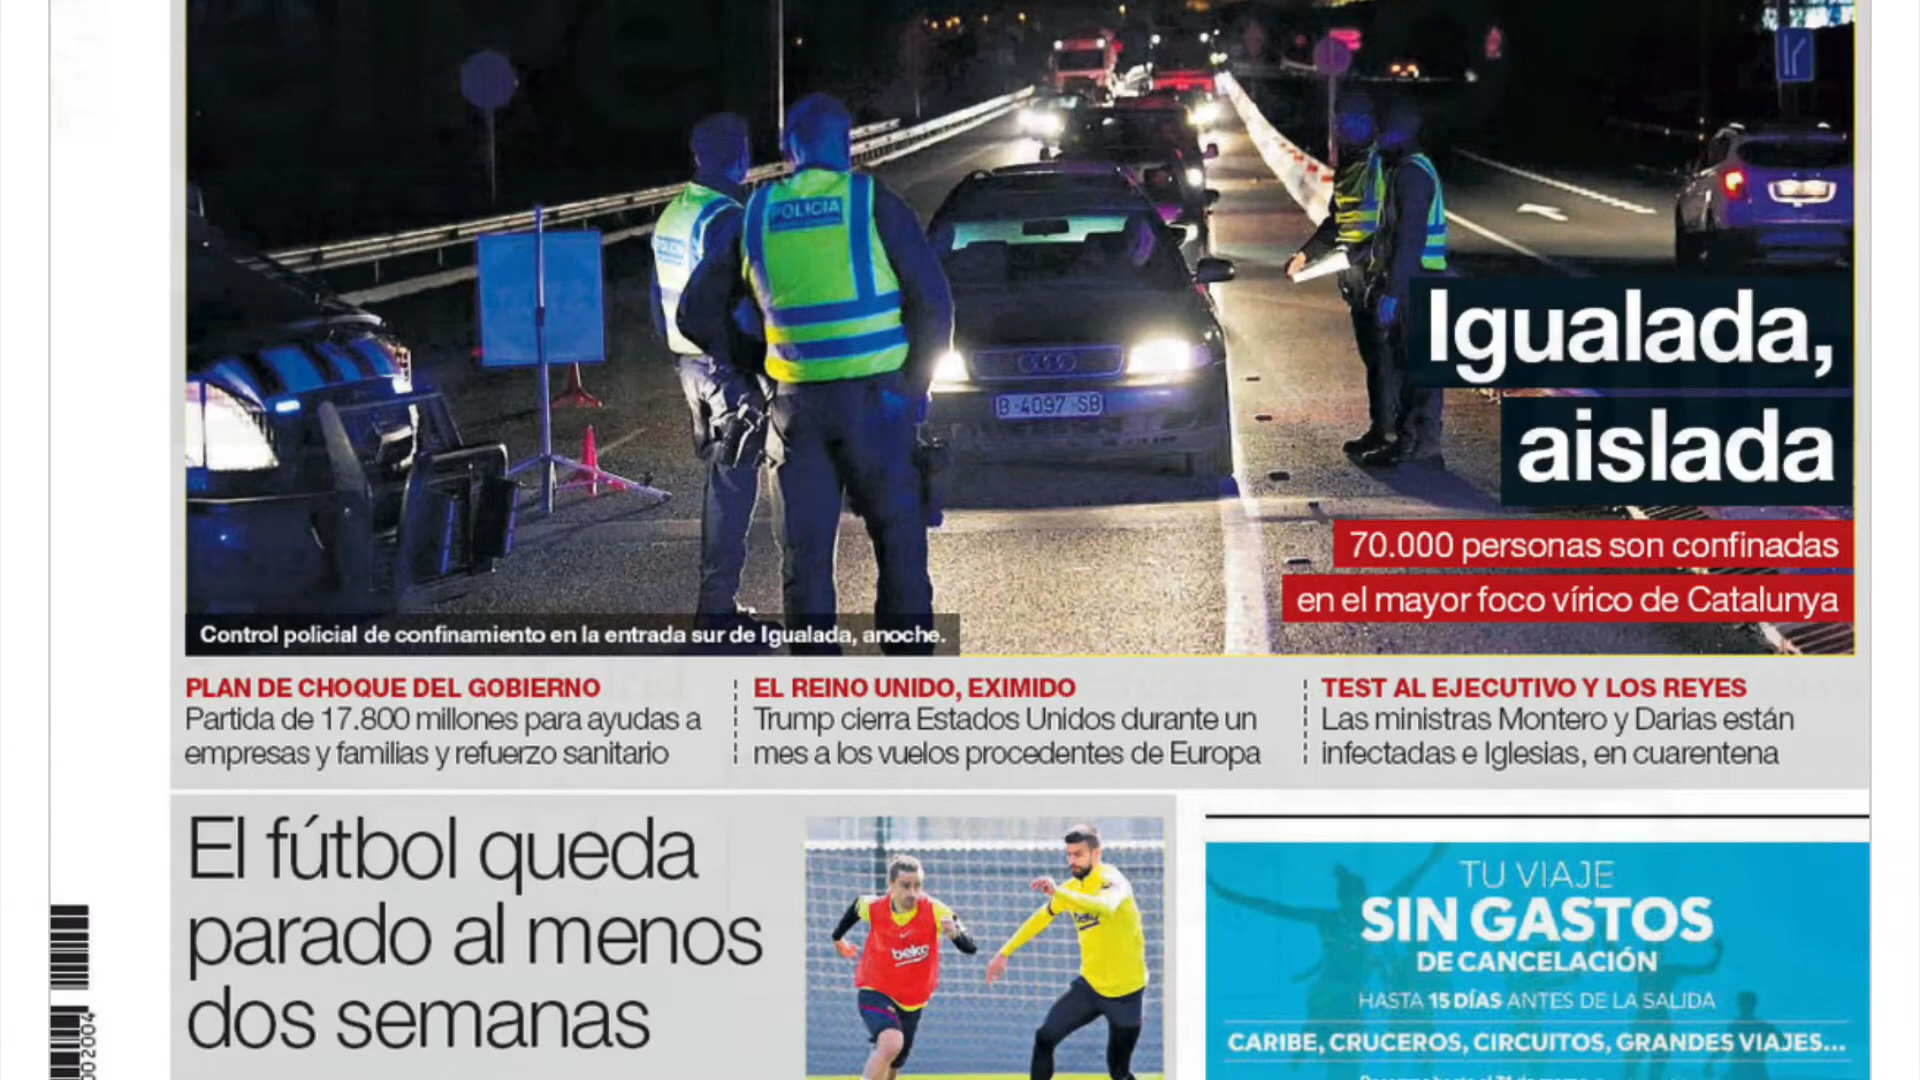 POLICIA
B 4097 SB
Igualada,
aislada
70.000 personas son confinadas
en el mayor foco vírico de Catalunya
Control policial de confinamiento en la entrada sur de Igualada, anoche.
PLAN DE CHOQUE DEL GOBIERNO
Partida de 17.800 millones para ayudas a
empresas y familias y refuerzo sanitario
EL REINO UNIDO, EXIMIDO
Trump cierra Estados Unidos durante un
mes a los vuelos procedentes de Europa
TEST AL EJECUTIVO Y LOS REYES
Las ministras Montero y Darias están
infectadas e Iglesias, en cuarentena
El fútbol queda
parado al menos
dos semanas
beko
beko
TU VIAJE
SIN GASTOS
DE CANCELACIÓN
HASTA 15 DÍAS ANTES DE LA SALIDA
CARIBE, CRUCEROS, CIRCUITOS, GRANDES VIAJES...
002004